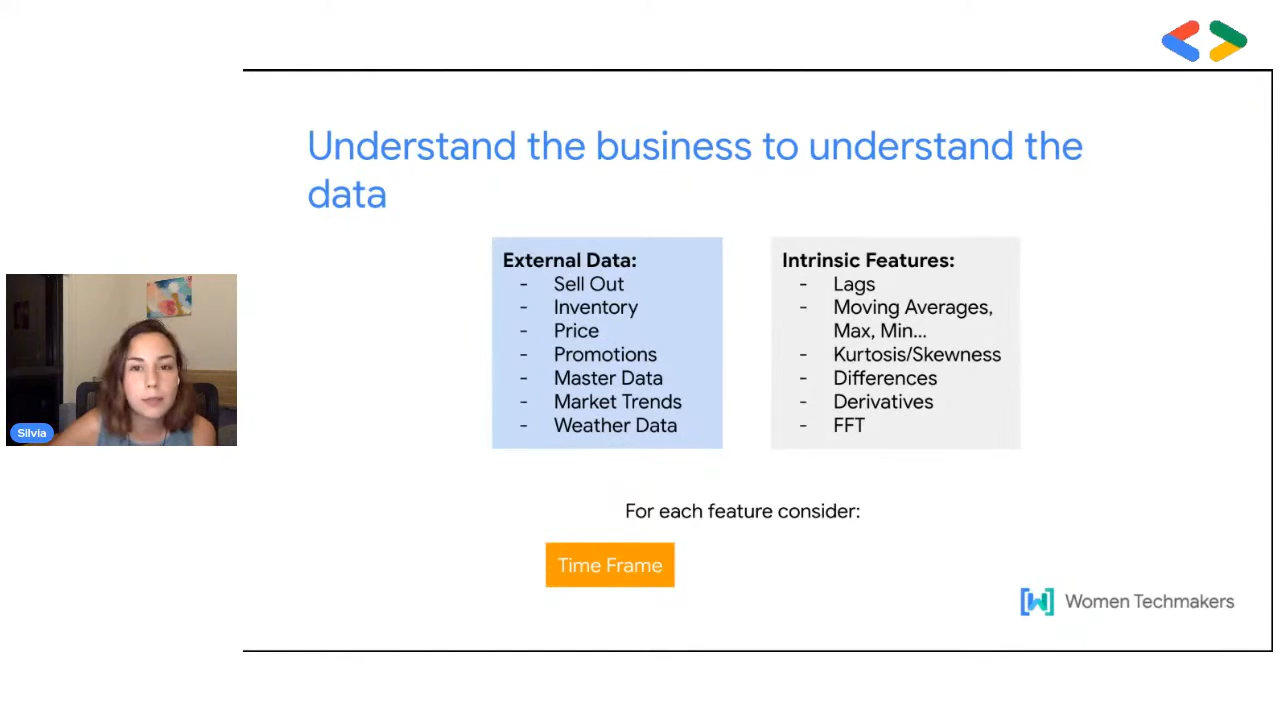 Understand the business to understand the
data
External Data:
- Sell Out
- Inventory
- Price
- Promotions
- Master Data
- Market Trends
- Weather Data
Intrinsic Features:
- Lags
- Moving Averages,
Max, Min...
- Kurtosis/Skewness
- Differences
- Derivatives
- FFT
Silvia
For each feature consider:
Time Frame
Women Techmakers